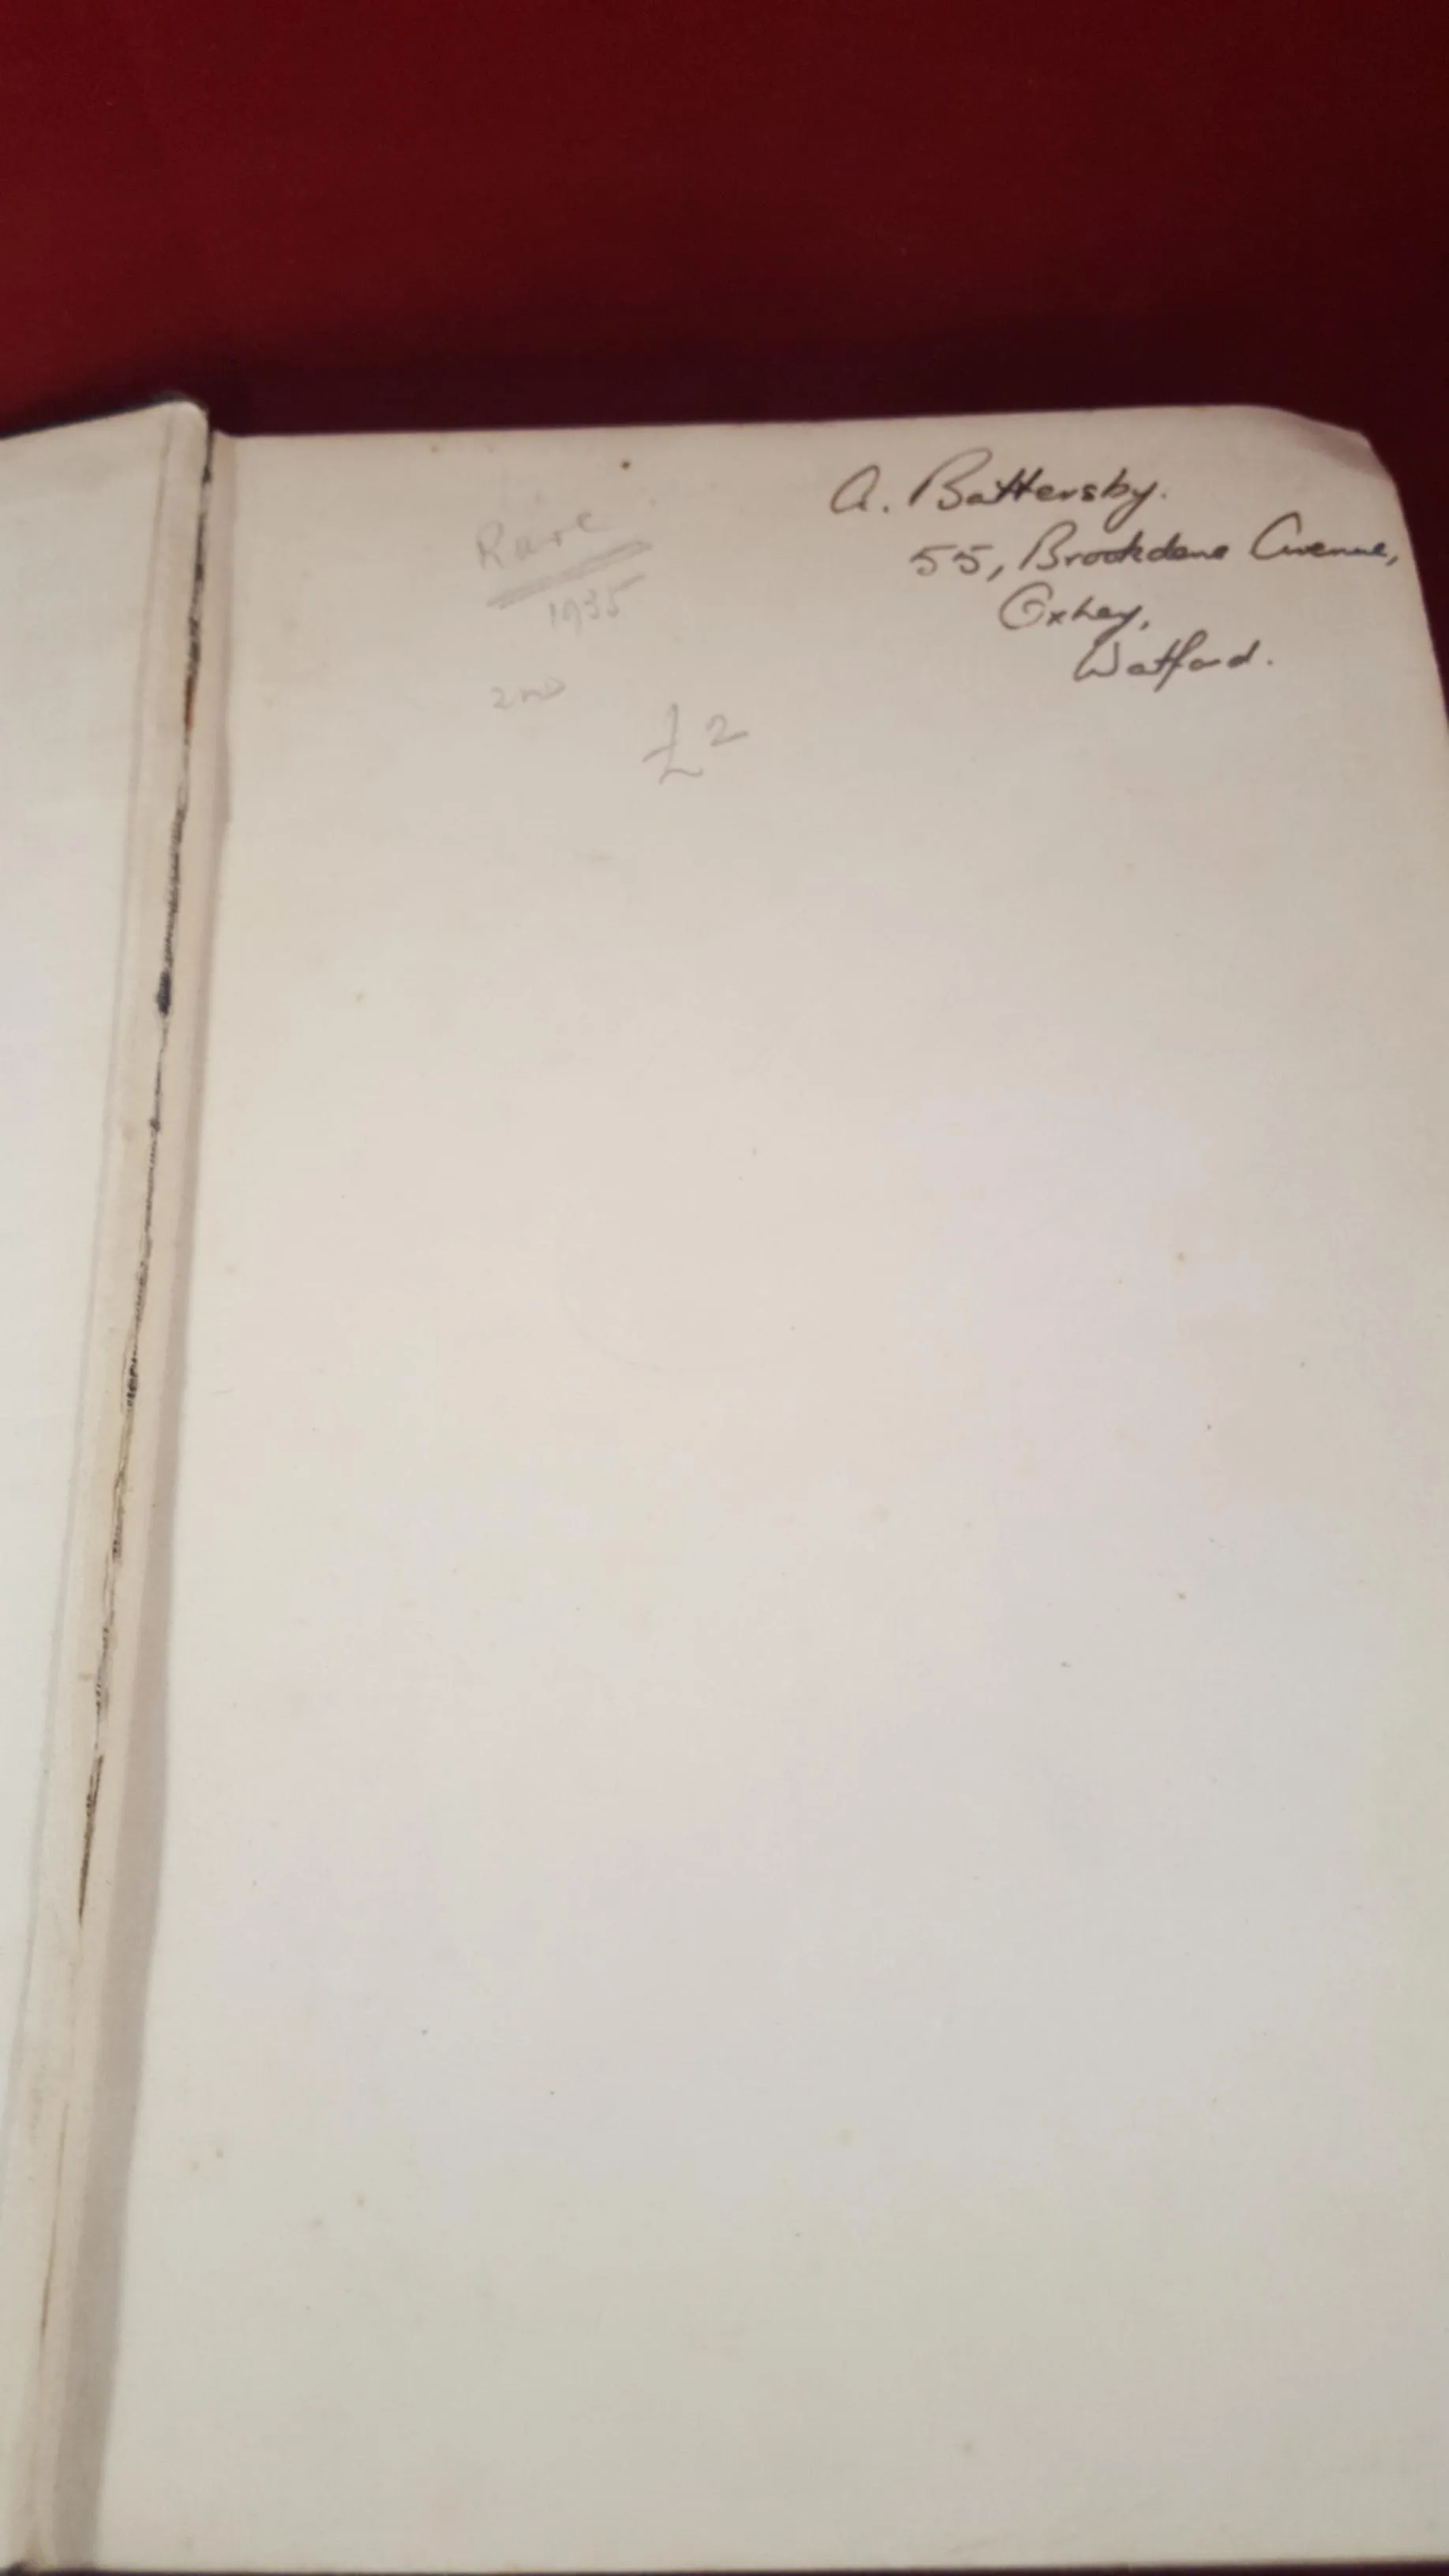 A. Battersby.
55, Brookdene Avenue,
Oxhey,
Watford.
Rare
1935
2nd
£2